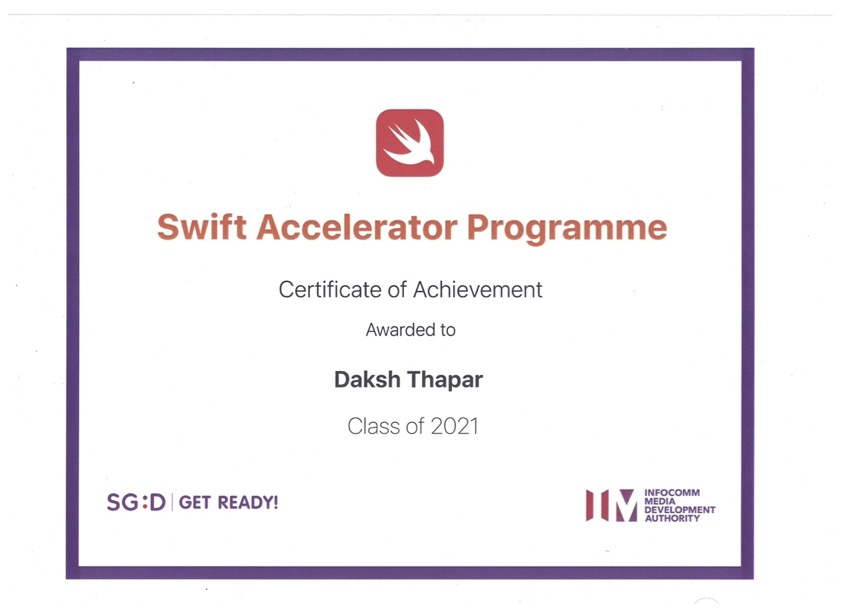 Swift Accelerator Programme
Certificate of Achievement
Awarded to
Daksh Thapar
Class of 2021
SG:D | GET READY!
IM
INFOCOMM
MEDIA
DEVELOPMENT
AUTHORITY